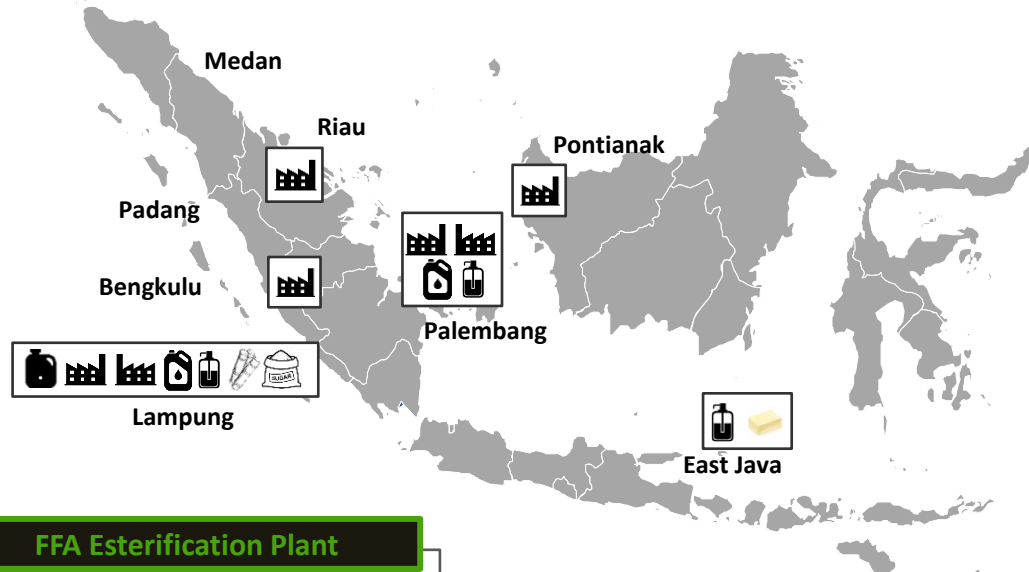 Medan
Riau
Pontianak
Padang
Bengkulu
Palembang
SUGAR
Lampung
East Java
FFA Esterification Plant